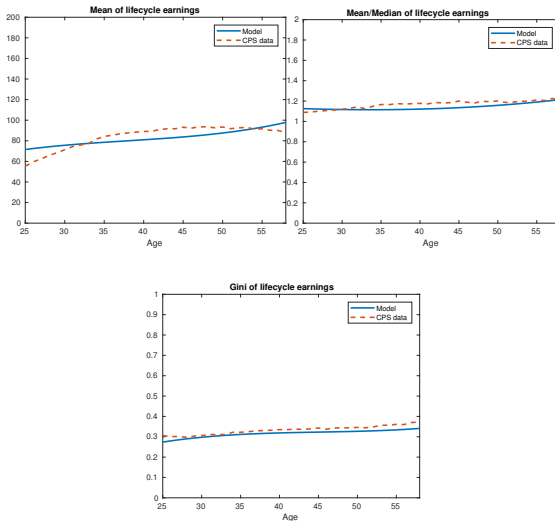 Mean of lifecycle earnings
200
180
160
140
120
100
80
60
40
20
0
25 30 35 40 45 50 55
Age
Model
CPS data
Mean/Median of lifecycle earnings
2
1.8
1.6
1.4
1.2
1
0.8
0.6
0.4
0.2
0
25 30 35 40 45 50 55
Age
Model
CPS data
Gini of lifecycle earnings
1
0.9
0.8
0.7
0.6
0.5
0.4
0.3
0.2
0.1
0
25 30 35 40 45 50 55
Age
Model
CPS data